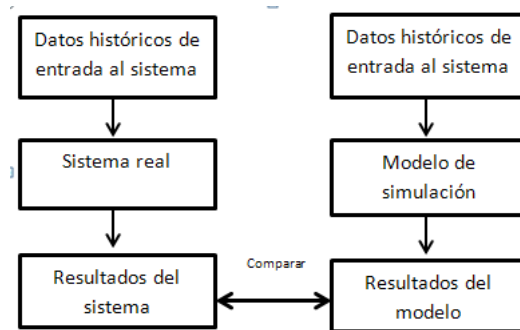 Datos históricos de
entrada al sistema
Datos históricos de
entrada al sistema
Sistema real
Modelo de
simulación
Comparar
Resultados del
sistema
Resultados del
modelo